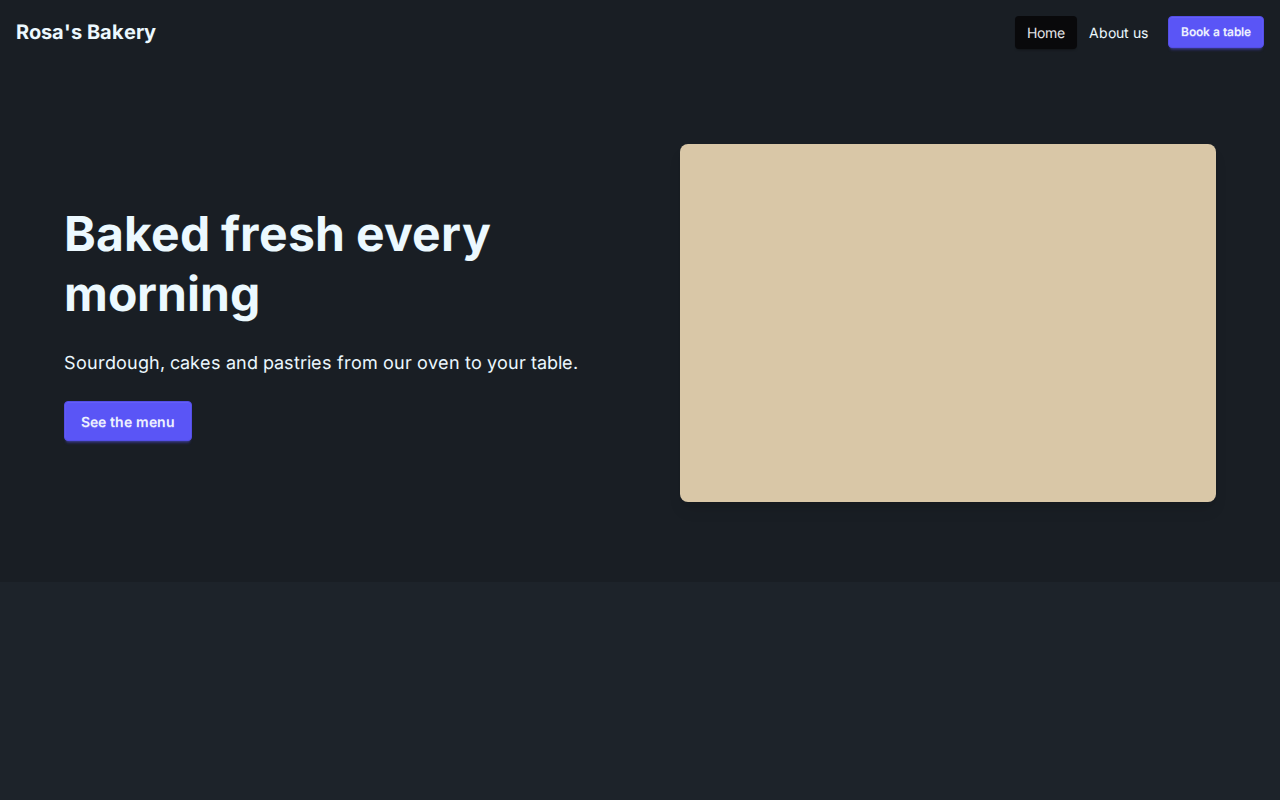 Rosa's Bakery
Home
About us
Book a table
Baked fresh every
morning
Sourdough, cakes and pastries from our oven to your table.
See the menu